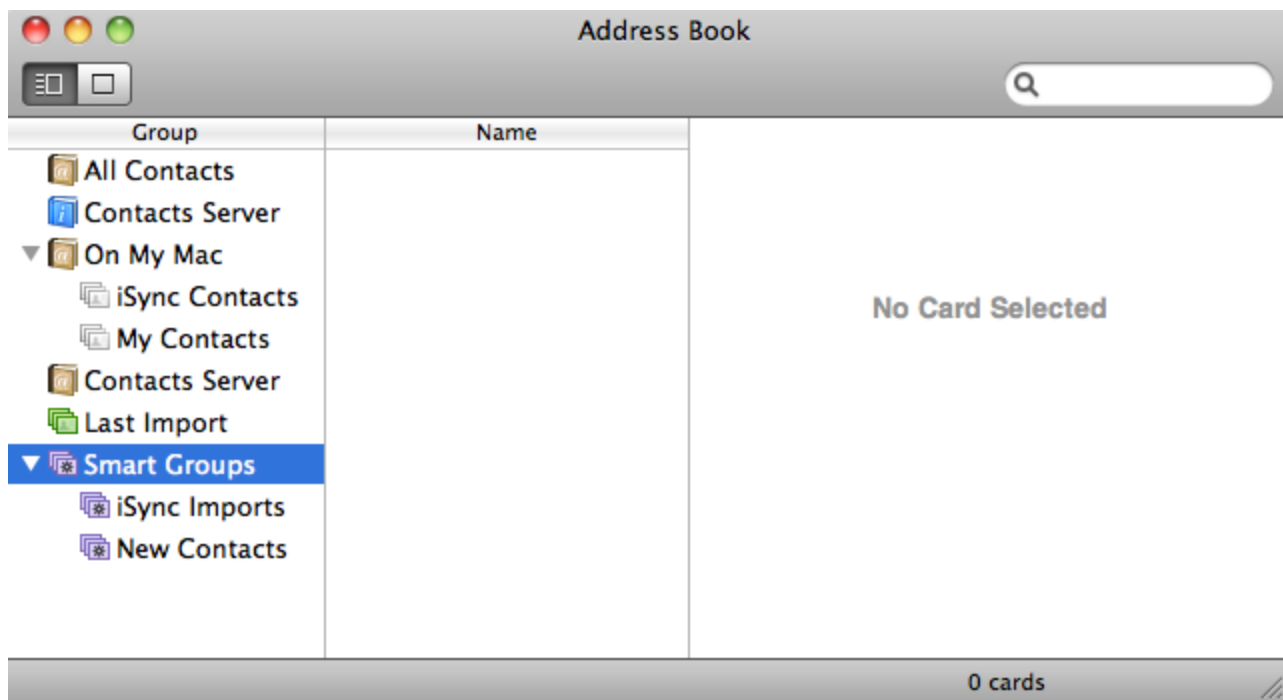 Address Book
Group
Name
All Contacts
Contacts Server
On My Mac
iSync Contacts
My Contacts
Contacts Server
Last Import
Smart Groups
iSync Imports
New Contacts
No Card Selected
0 cards